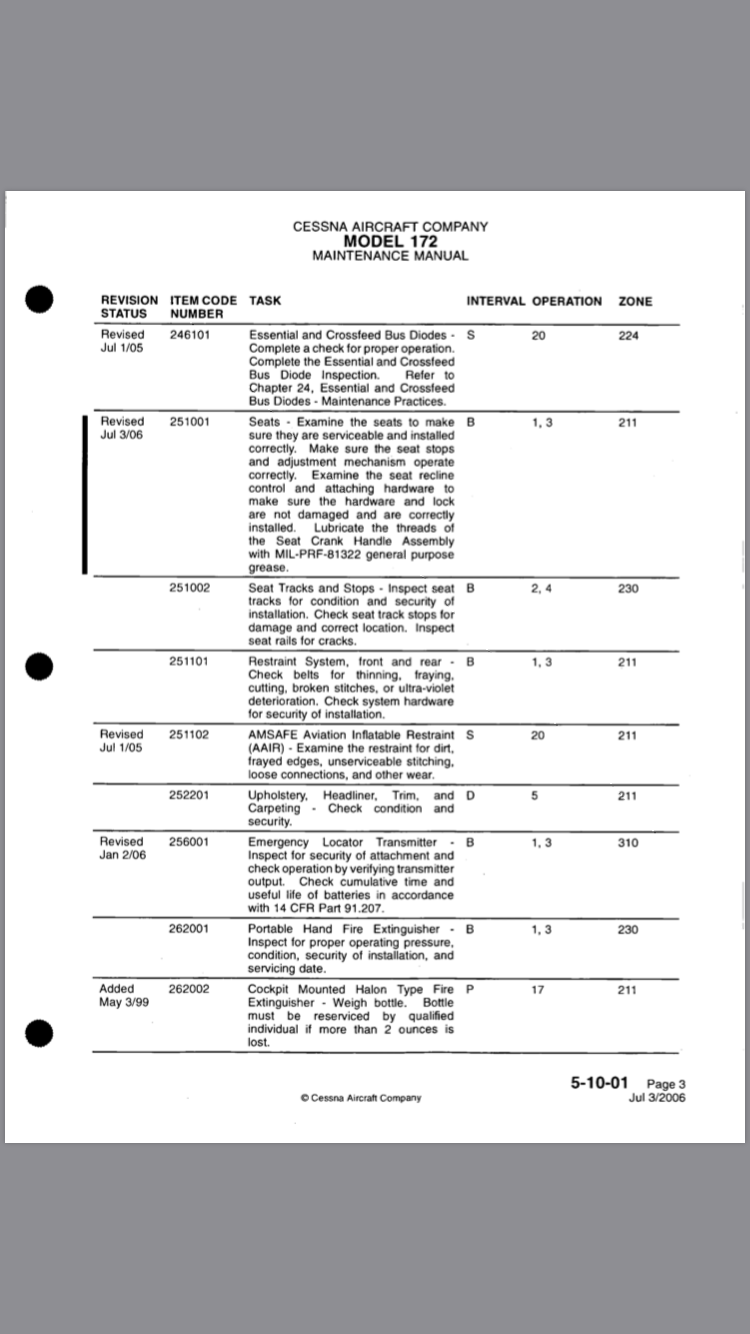 CESSNA AIRCRAFT COMPANY
MODEL 172
MAINTENANCE MANUAL
REVISION STATUS ITEM CODE NUMBER TASK INTERVAL OPERATION ZONE
Revised 246101 Essential and Crossfeed Bus Diodes - S 20 224
Jul 1/05 Complete a check for proper operation.
Complete the Essential and Crossfeed
Bus Diode Inspection. Refer to
Chapter 24, Essential and Crossfeed
Bus Diodes - Maintenance Practices.
Revised 251001 Seats - Examine the seats to make B 1, 3 211
Jul 3/06 sure they are serviceable and installed
correctly. Make sure the seat stops
and adjustment mechanism operate
correctly. Examine the seat recline
control and attaching hardware to
make sure the hardware and lock
are not damaged and are correctly
installed. Lubricate the threads of
the Seat Crank Handle Assembly
with MIL-PRF-81322 general purpose
grease.
251002 Seat Tracks and Stops - Inspect seat B 2, 4 230
tracks for condition and security of
installation. Check seat track stops for
damage and correct location. Inspect
seat rails for cracks.
251101 Restraint System, front and rear - B 1, 3 211
Check belts for thinning, fraying,
cutting, broken stitches, or ultra-violet
deterioration. Check system hardware
for security of installation.
Revised 251102 AMSAFE Aviation Inflatable Restraint S 20 211
Jul 1/05 (AAIR) - Examine the restraint for dirt,
frayed edges, unserviceable stitching,
loose connections, and other wear.
252201 Upholstery, Headliner, Trim, and D 5 211
Carpeting - Check condition and
security.
Revised 256001 Emergency Locator Transmitter - B 1, 3 310
Jan 2/06 Inspect for security of attachment and
check operation by verifying transmitter
output. Check cumulative time and
useful life of batteries in accordance
with 14 CFR Part 91.207.
262001 Portable Hand Fire Extinguisher - B 1, 3 230
Inspect for proper operating pressure,
condition, security of installation, and
servicing date.
Added 262002 Cockpit Mounted Halon Type Fire P 17 211
May 3/99 Extinguisher - Weigh bottle. Bottle
must be reserviced by qualified
individual if more than 2 ounces is
lost.
5-10-01 Page 3
© Cessna Aircraft Company Jul 3/2006